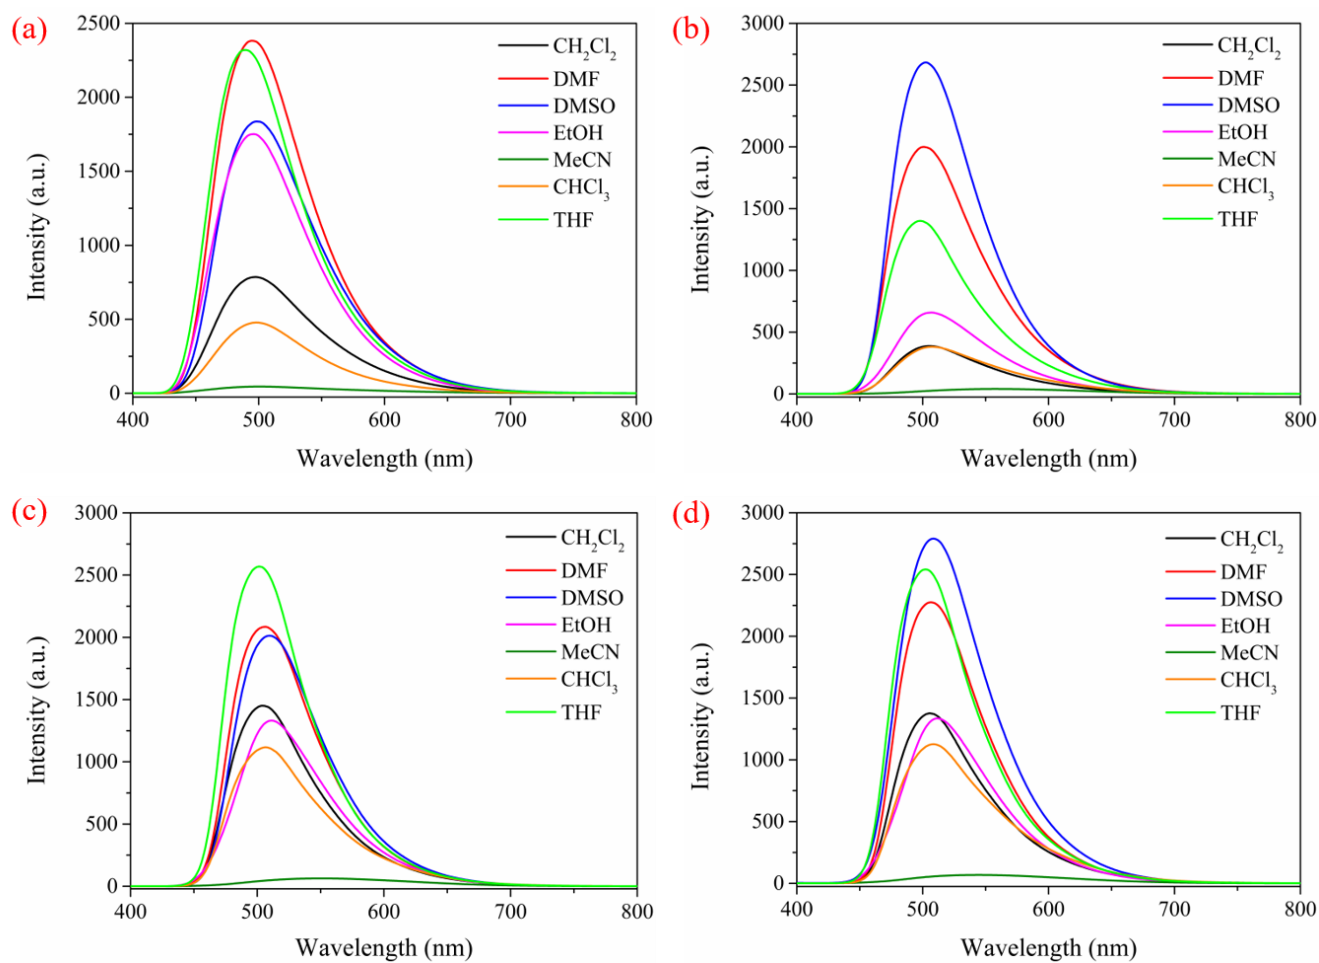 (a)
2500
2000
1500
1000
500
0
400
500
600
700
800
Intensity (a.u.)
Wavelength (nm)
CH₂Cl₂
DMF
DMSO
EtOH
MeCN
CHCl₃
THF
(b)
3000
2500
2000
1500
1000
500
0
400
500
600
700
800
Intensity (a.u.)
Wavelength (nm)
CH₂Cl₂
DMF
DMSO
EtOH
MeCN
CHCl₃
THF
(c)
3000
2500
2000
1500
1000
500
0
400
500
600
700
800
Intensity (a.u.)
Wavelength (nm)
CH₂Cl₂
DMF
DMSO
EtOH
MeCN
CHCl₃
THF
(d)
3000
2500
2000
1500
1000
500
0
400
500
600
700
800
Intensity (a.u.)
Wavelength (nm)
CH₂Cl₂
DMF
DMSO
EtOH
MeCN
CHCl₃
THF